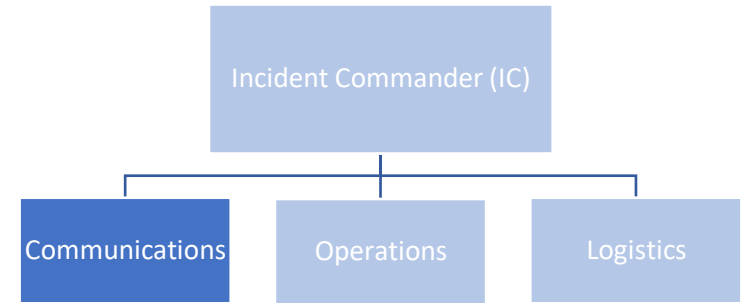 Incident Commander (IC)
Communications
Operations
Logistics